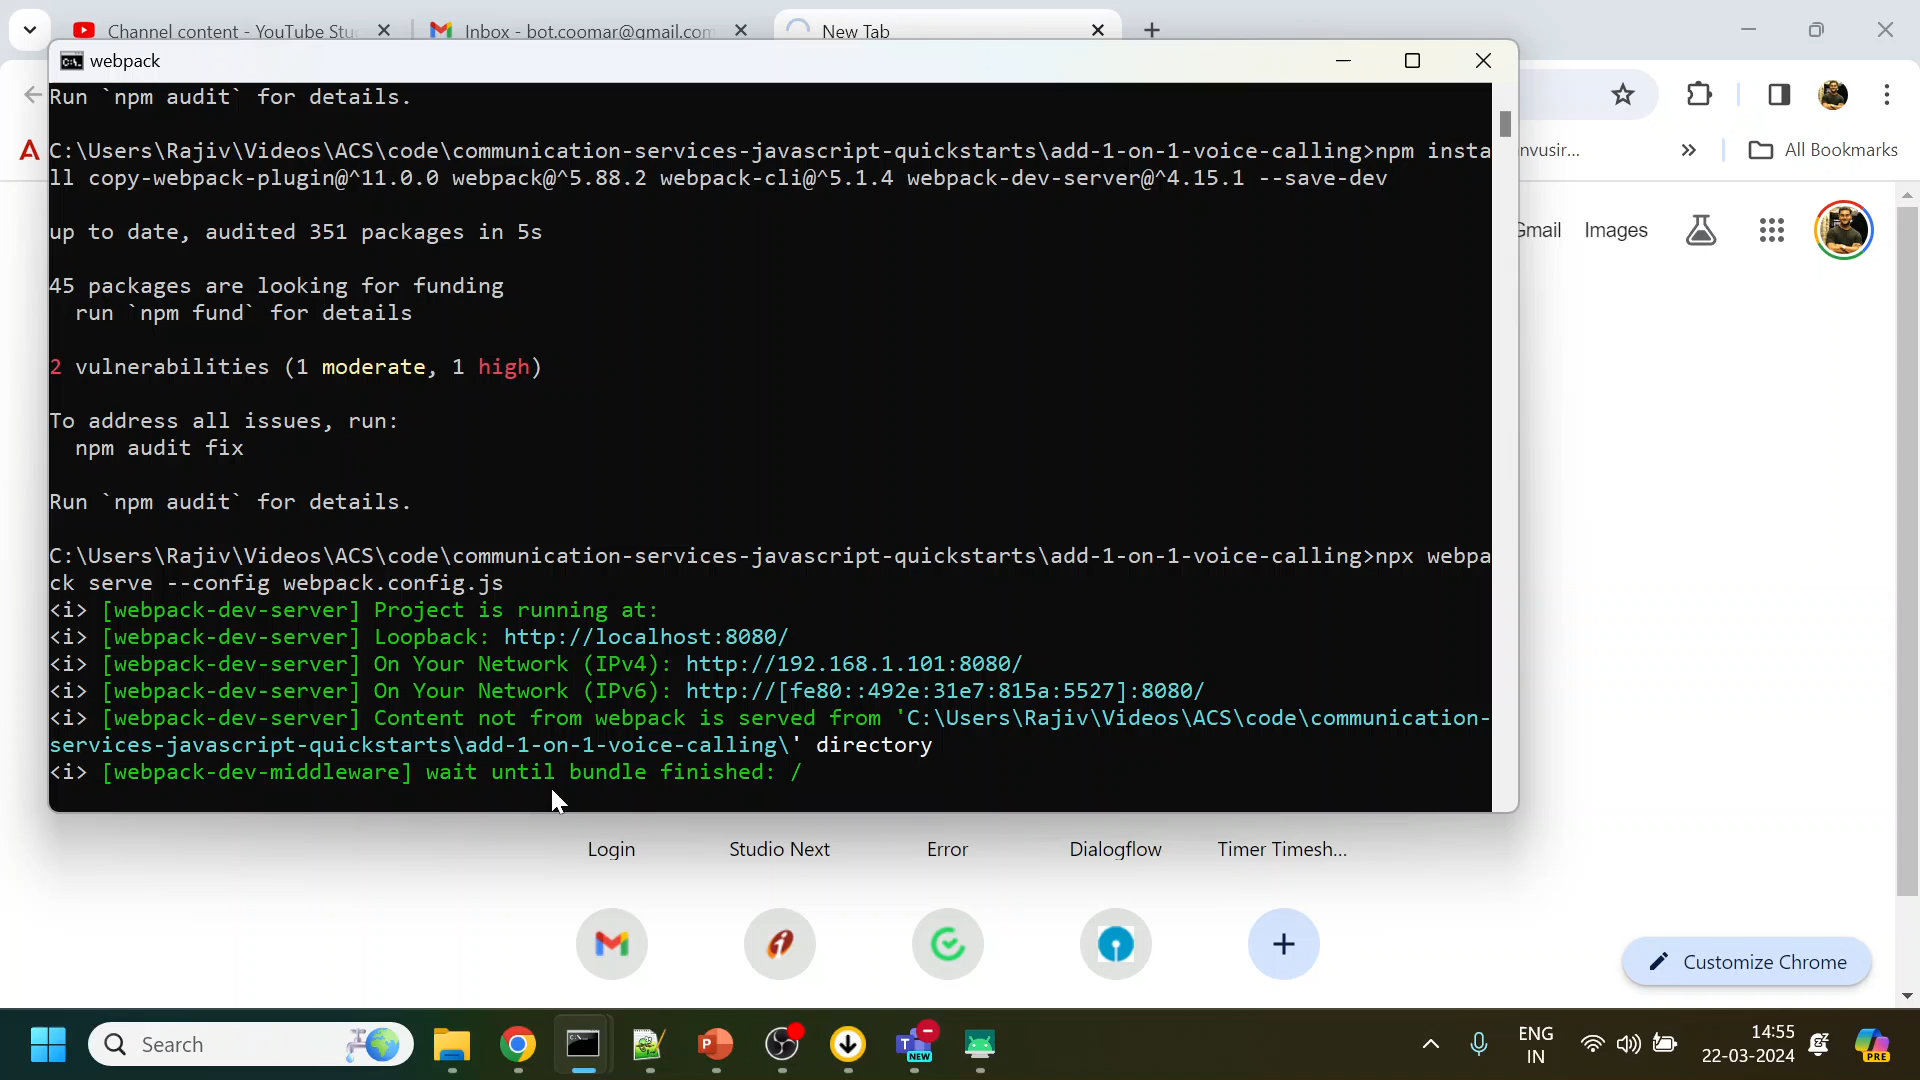 Channel content - YouTube Stu
Inbox - bot.coomar@gmail.com
New Tab
webpack
Run `npm audit` for details.
C:\Users\Rajiv\Videos\ACS\code\communication-services-javascript-quickstarts\add-1-on-1-voice-calling>npm insta
ll copy-webpack-plugin@^11.0.0 webpack@^5.88.2 webpack-cli@^5.1.4 webpack-dev-server@^4.15.1 --save-dev
nvusir...
»
All Bookmarks
up to date, audited 351 packages in 5s
Gmail
Images
45 packages are looking for funding
run `npm fund` for details
2 vulnerabilities (1 moderate, 1 high)
To address all issues, run:
npm audit fix
Run `npm audit` for details.
C:\Users\Rajiv\Videos\ACS\code\communication-services-javascript-quickstarts\add-1-on-1-voice-calling>npx webpa
ck serve --config webpack.config.js
<i> [webpack-dev-server] Project is running at:
<i> [webpack-dev-server] Loopback: http://localhost:8080/
<i> [webpack-dev-server] On Your Network (IPv4): http://192.168.1.101:8080/
<i> [webpack-dev-server] On Your Network (IPv6): http://[fe80::492e:31e7:815a:5527]:8080/
<i> [webpack-dev-server] Content not from webpack is served from 'C:\Users\Rajiv\Videos\ACS\code\communication-
services-javascript-quickstarts\add-1-on-1-voice-calling\' directory
<i> [webpack-dev-middleware] wait until bundle finished: /
Login
Studio Next
Error
Dialogflow
Timer Timesh...
Customize Chrome
Search
NEW
ENG
IN
14:55
22-03-2024
PRE